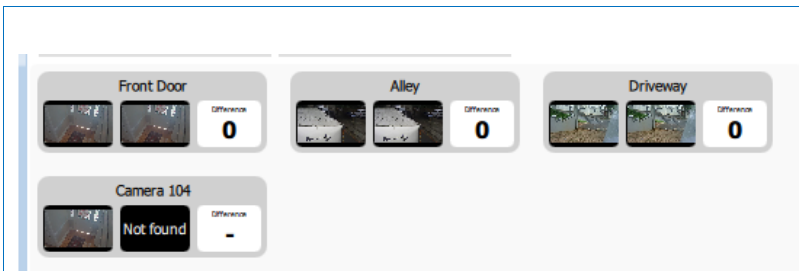 Front Door
Difference
0
Alley
Difference
0
Driveway
Difference
0
Camera 104
Not found
Difference
-